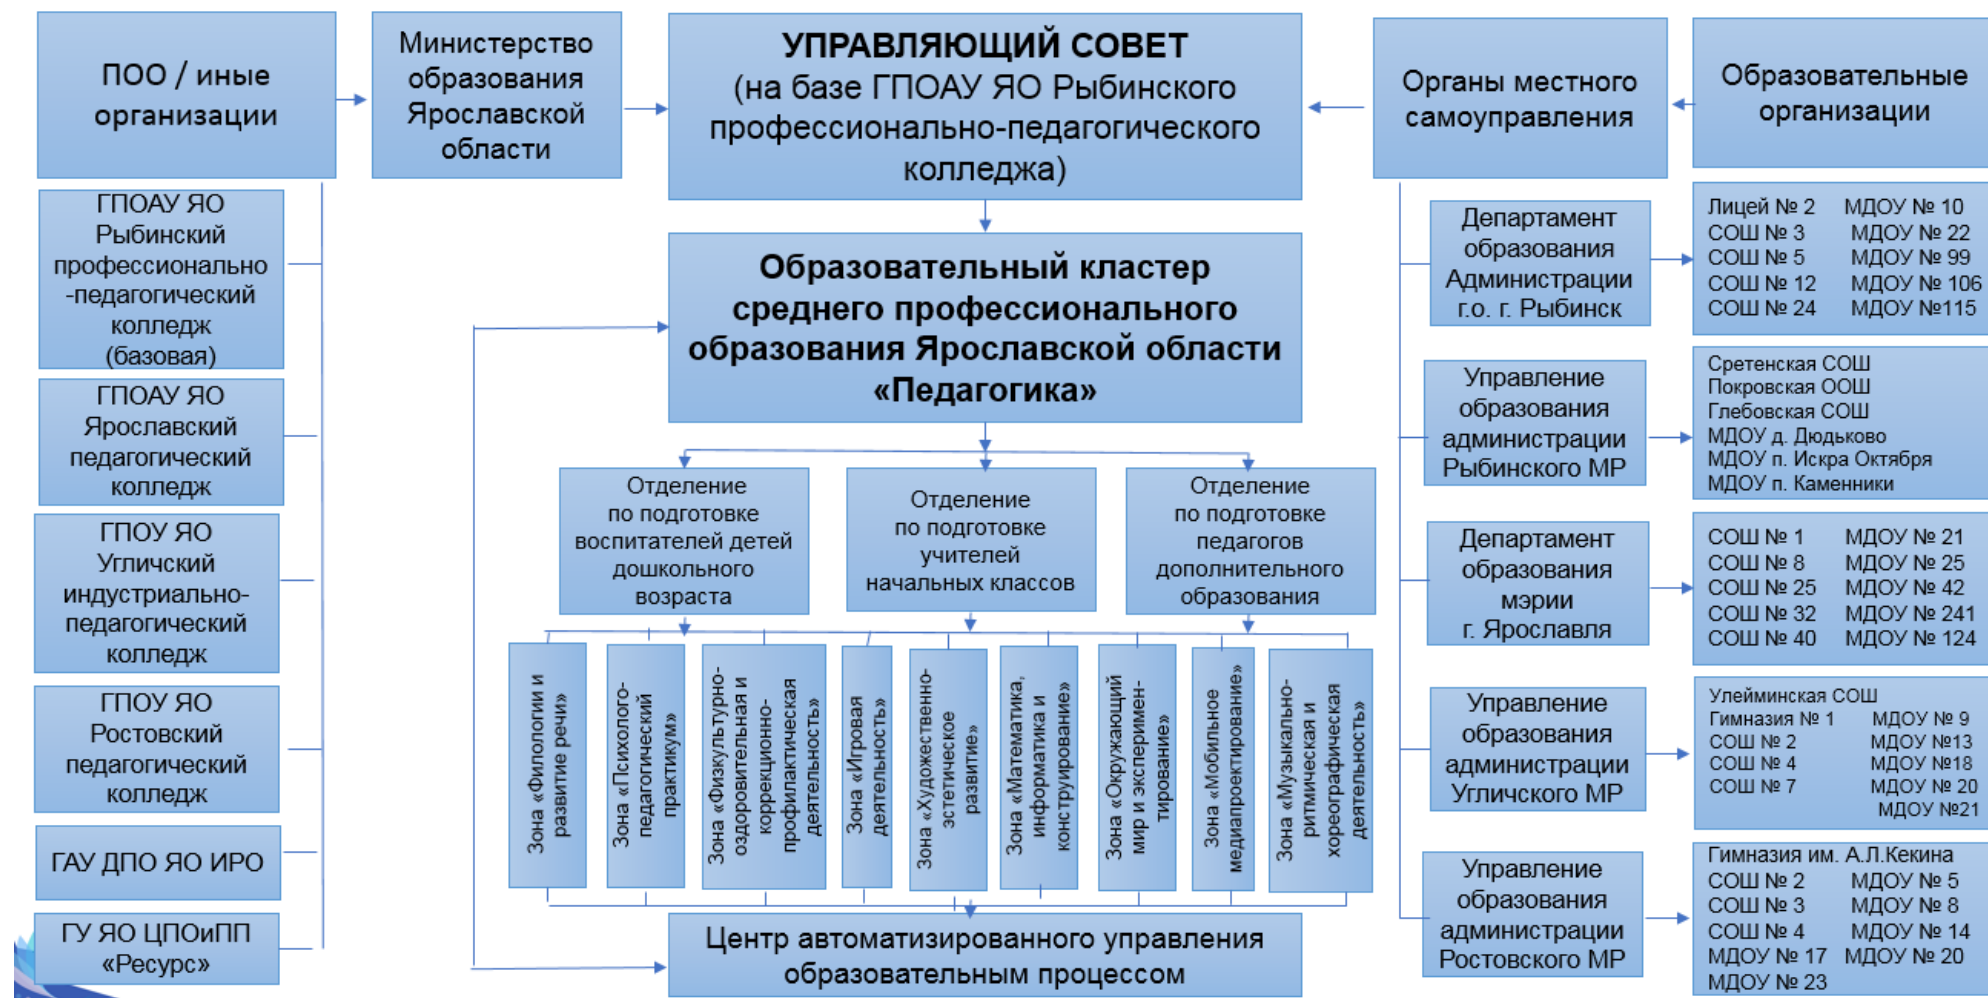 ПОО / иные
организации
Министерство
образования
Ярославской
области
УПРАВЛЯЮЩИЙ СОВЕТ
(на базе ГПОАУ ЯО Рыбинского
профессионально-педагогического
колледжа)
Органы местного
самоуправления
Образовательные
организации
ГПОАУ ЯО
Рыбинский
профессионально
-педагогический
колледж
(базовая)
ГПОАУ ЯО
Ярославский
педагогический
колледж
ГПОУ ЯО
Угличский
индустриально-
педагогический
колледж
ГПОУ ЯО
Ростовский
педагогический
колледж
ГАУ ДПО ЯО ИРО
ГУ ЯО ЦПОиПП
«Ресурс»
Образовательный кластер
среднего профессионального
образования Ярославской области
«Педагогика»
Отделение
по подготовке
воспитателей детей
дошкольного
возраста
Отделение
по подготовке
учителей
начальных классов
Отделение
по подготовке
педагогов
дополнительного
образования
Зона «Филологии и
развитие речи»
Зона «Психолого-
педагогический
практикум»
Зона «Физкультурно-
оздоровительная и
коррекционно-
профилактическая
деятельность»
Зона «Игровая
деятельность»
Зона «Художественно-
эстетическое
развитие»
Зона «Математика,
информатика и
конструирование»
Зона «Окружающий
мир и эксперимен-
тирование»
Зона «Мобильное
медиапроектирование»
Зона «Музыкально-
ритмическая и
хореографическая
деятельность»
Центр автоматизированного управления
образовательным процессом
Департамент
образования
Администрации
г.о. г. Рыбинск
Лицей № 2 МДОУ № 10
СОШ № 3 МДОУ № 22
СОШ № 5 МДОУ № 99
СОШ № 12 МДОУ № 106
СОШ № 24 МДОУ №115
Управление
образования
администрации
Рыбинского МР
Сретенская СОШ
Покровская ООШ
Глебовская СОШ
МДОУ д. Дюдьково
МДОУ п. Искра Октября
МДОУ п. Каменники
Департамент
образования
мэрии
г. Ярославля
СОШ № 1 МДОУ № 21
СОШ № 8 МДОУ № 25
СОШ № 25 МДОУ № 42
СОШ № 32 МДОУ № 241
СОШ № 40 МДОУ № 124
Управление
образования
администрации
Угличского МР
Улейминская СОШ
Гимназия № 1 МДОУ № 9
СОШ № 2 МДОУ №13
СОШ № 4 МДОУ №18
СОШ № 7 МДОУ № 20
МДОУ №21
Управление
образования
администрации
Ростовского МР
Гимназия им. А.Л.Кекина
СОШ № 2 МДОУ № 5
СОШ № 3 МДОУ № 8
СОШ № 4 МДОУ № 14
МДОУ № 17 МДОУ № 20
МДОУ № 23